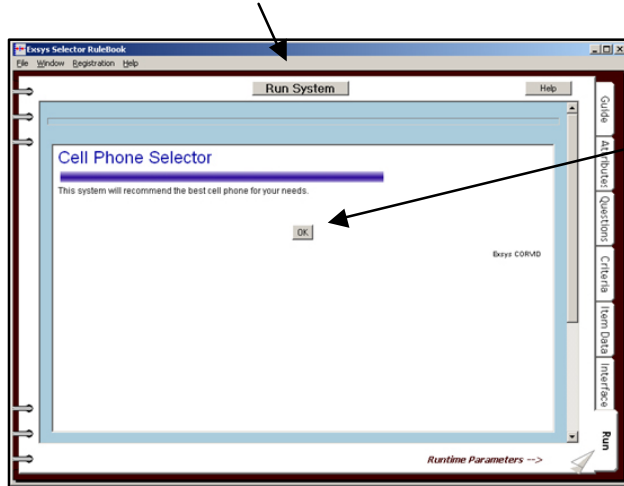 Exsys Selector RuleBook
File Window Registration Help
Run System
Help
Cell Phone Selector
This system will recommend the best cell phone for your needs.
OK
Exsys CORVID
Guide
Attributes
Questions
Criteria
Item Data
Interface
Run
Runtime Parameters -->